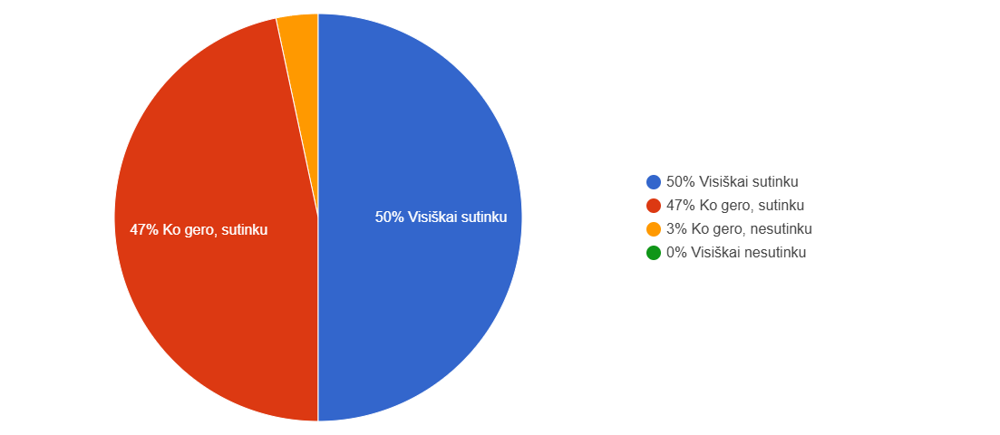 47% Ko gero, sutinku
50% Visiškai sutinku
50% Visiškai sutinku
47% Ko gero, sutinku
3% Ko gero, nesutinku
0% Visiškai nesutinku